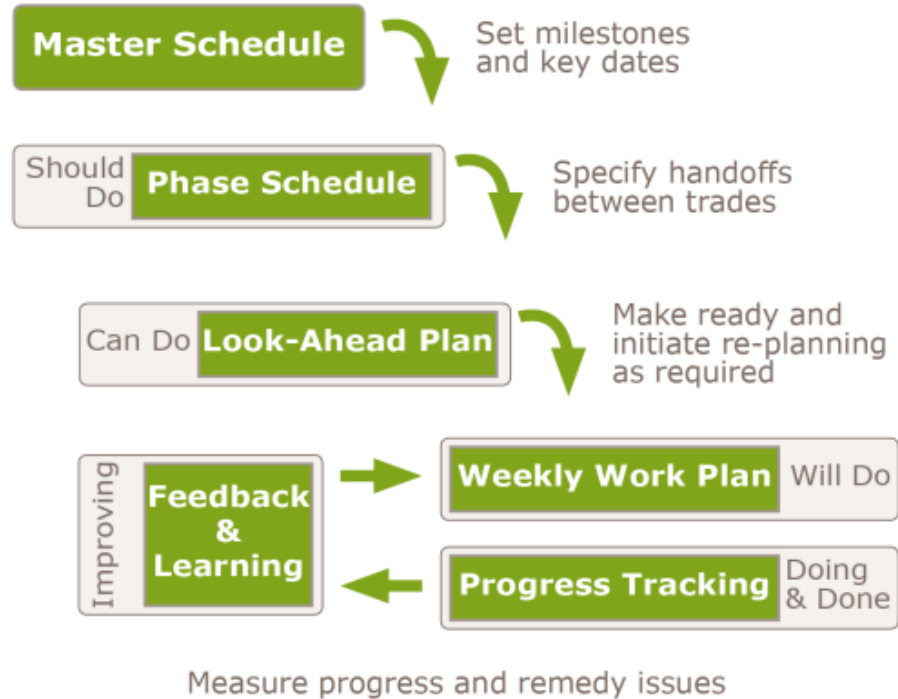 Master Schedule
Set milestones
and key dates
Should
Do
Phase Schedule
Specify handoffs
between trades
Can Do
Look-Ahead Plan
Make ready and
initiate re-planning
as required
Improving
Feedback
&
Learning
Weekly Work Plan
Will Do
Progress Tracking
Doing
& Done
Measure progress and remedy issues